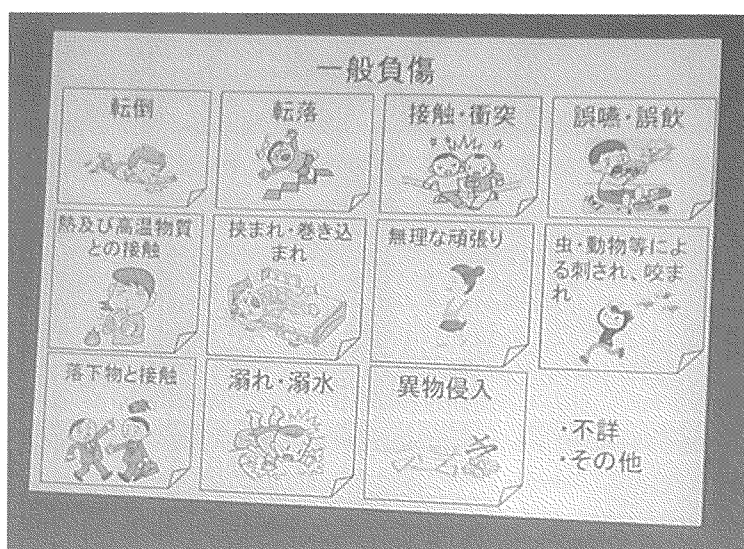 一般負傷
転倒
転落
接触・衝突
誤嚥・誤飲
熱及び高温物質
との接触
挟まれ・巻き込
まれ
無理な頑張り
虫・動物等によ
る刺され、咬ま
れ
落下物と接触
溺れ・溺水
異物侵入
・不詳
・その他